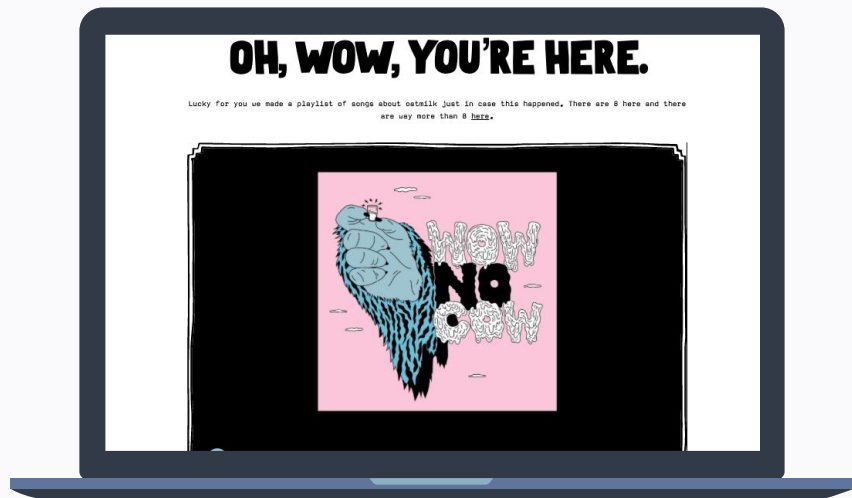 OH, WOW, YOU'RE HERE.
Lucky for you we made a playlist of songs about oatmilk just in case this happened. There are 8 here and there
are way more than 8 here.
WOW
NO
COW